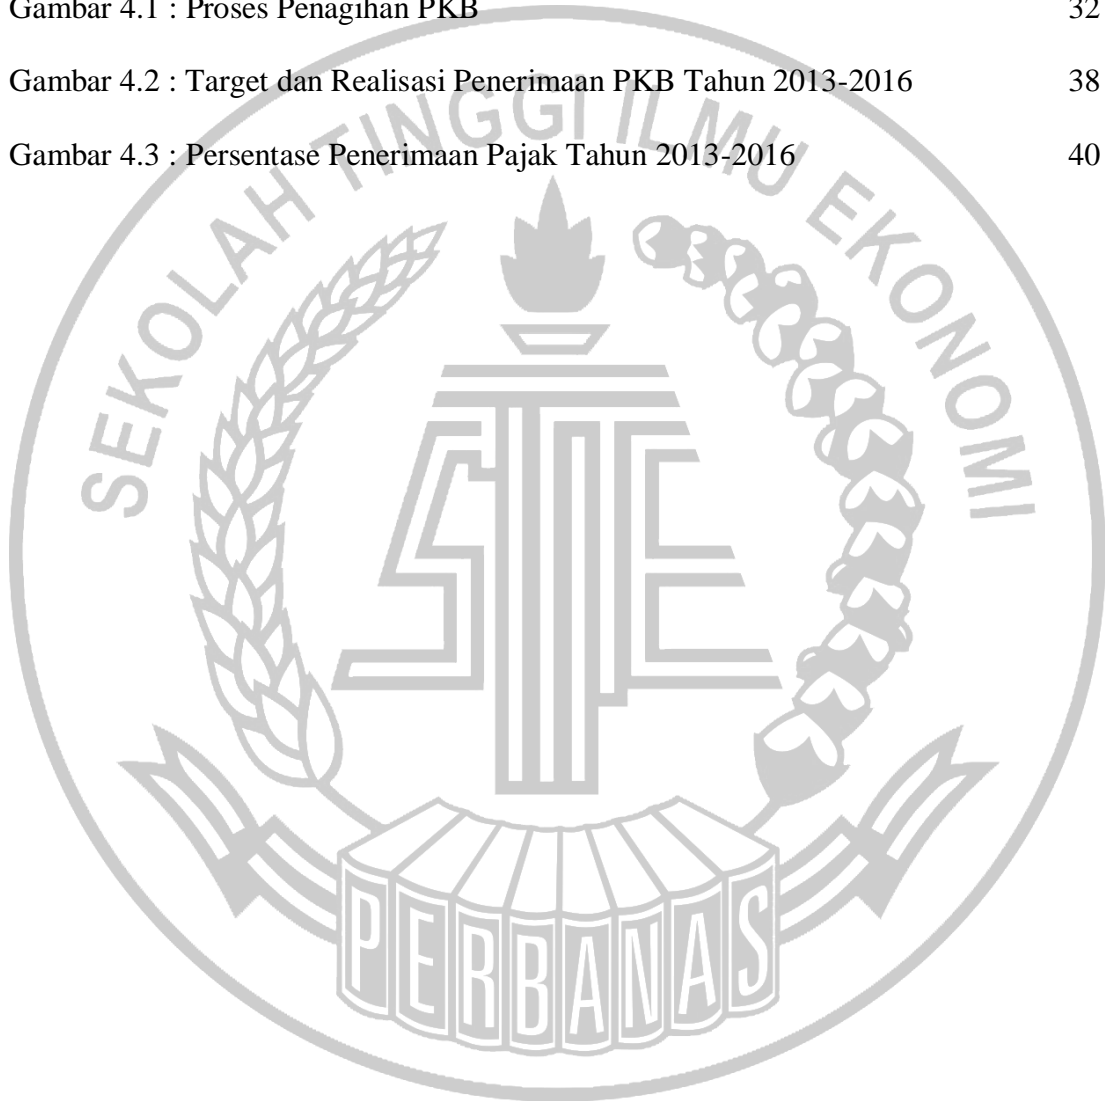 Gambar 4.1 : Proses Penagihan PKB 32
Gambar 4.2 : Target dan Realisasi Penerimaan PKB Tahun 2013-2016 38
Gambar 4.3 : Persentase Penerimaan Pajak Tahun 2013-2016 40
SEKOLAH TINGGI ILMU EKONOMI
STIE
PERBANAS